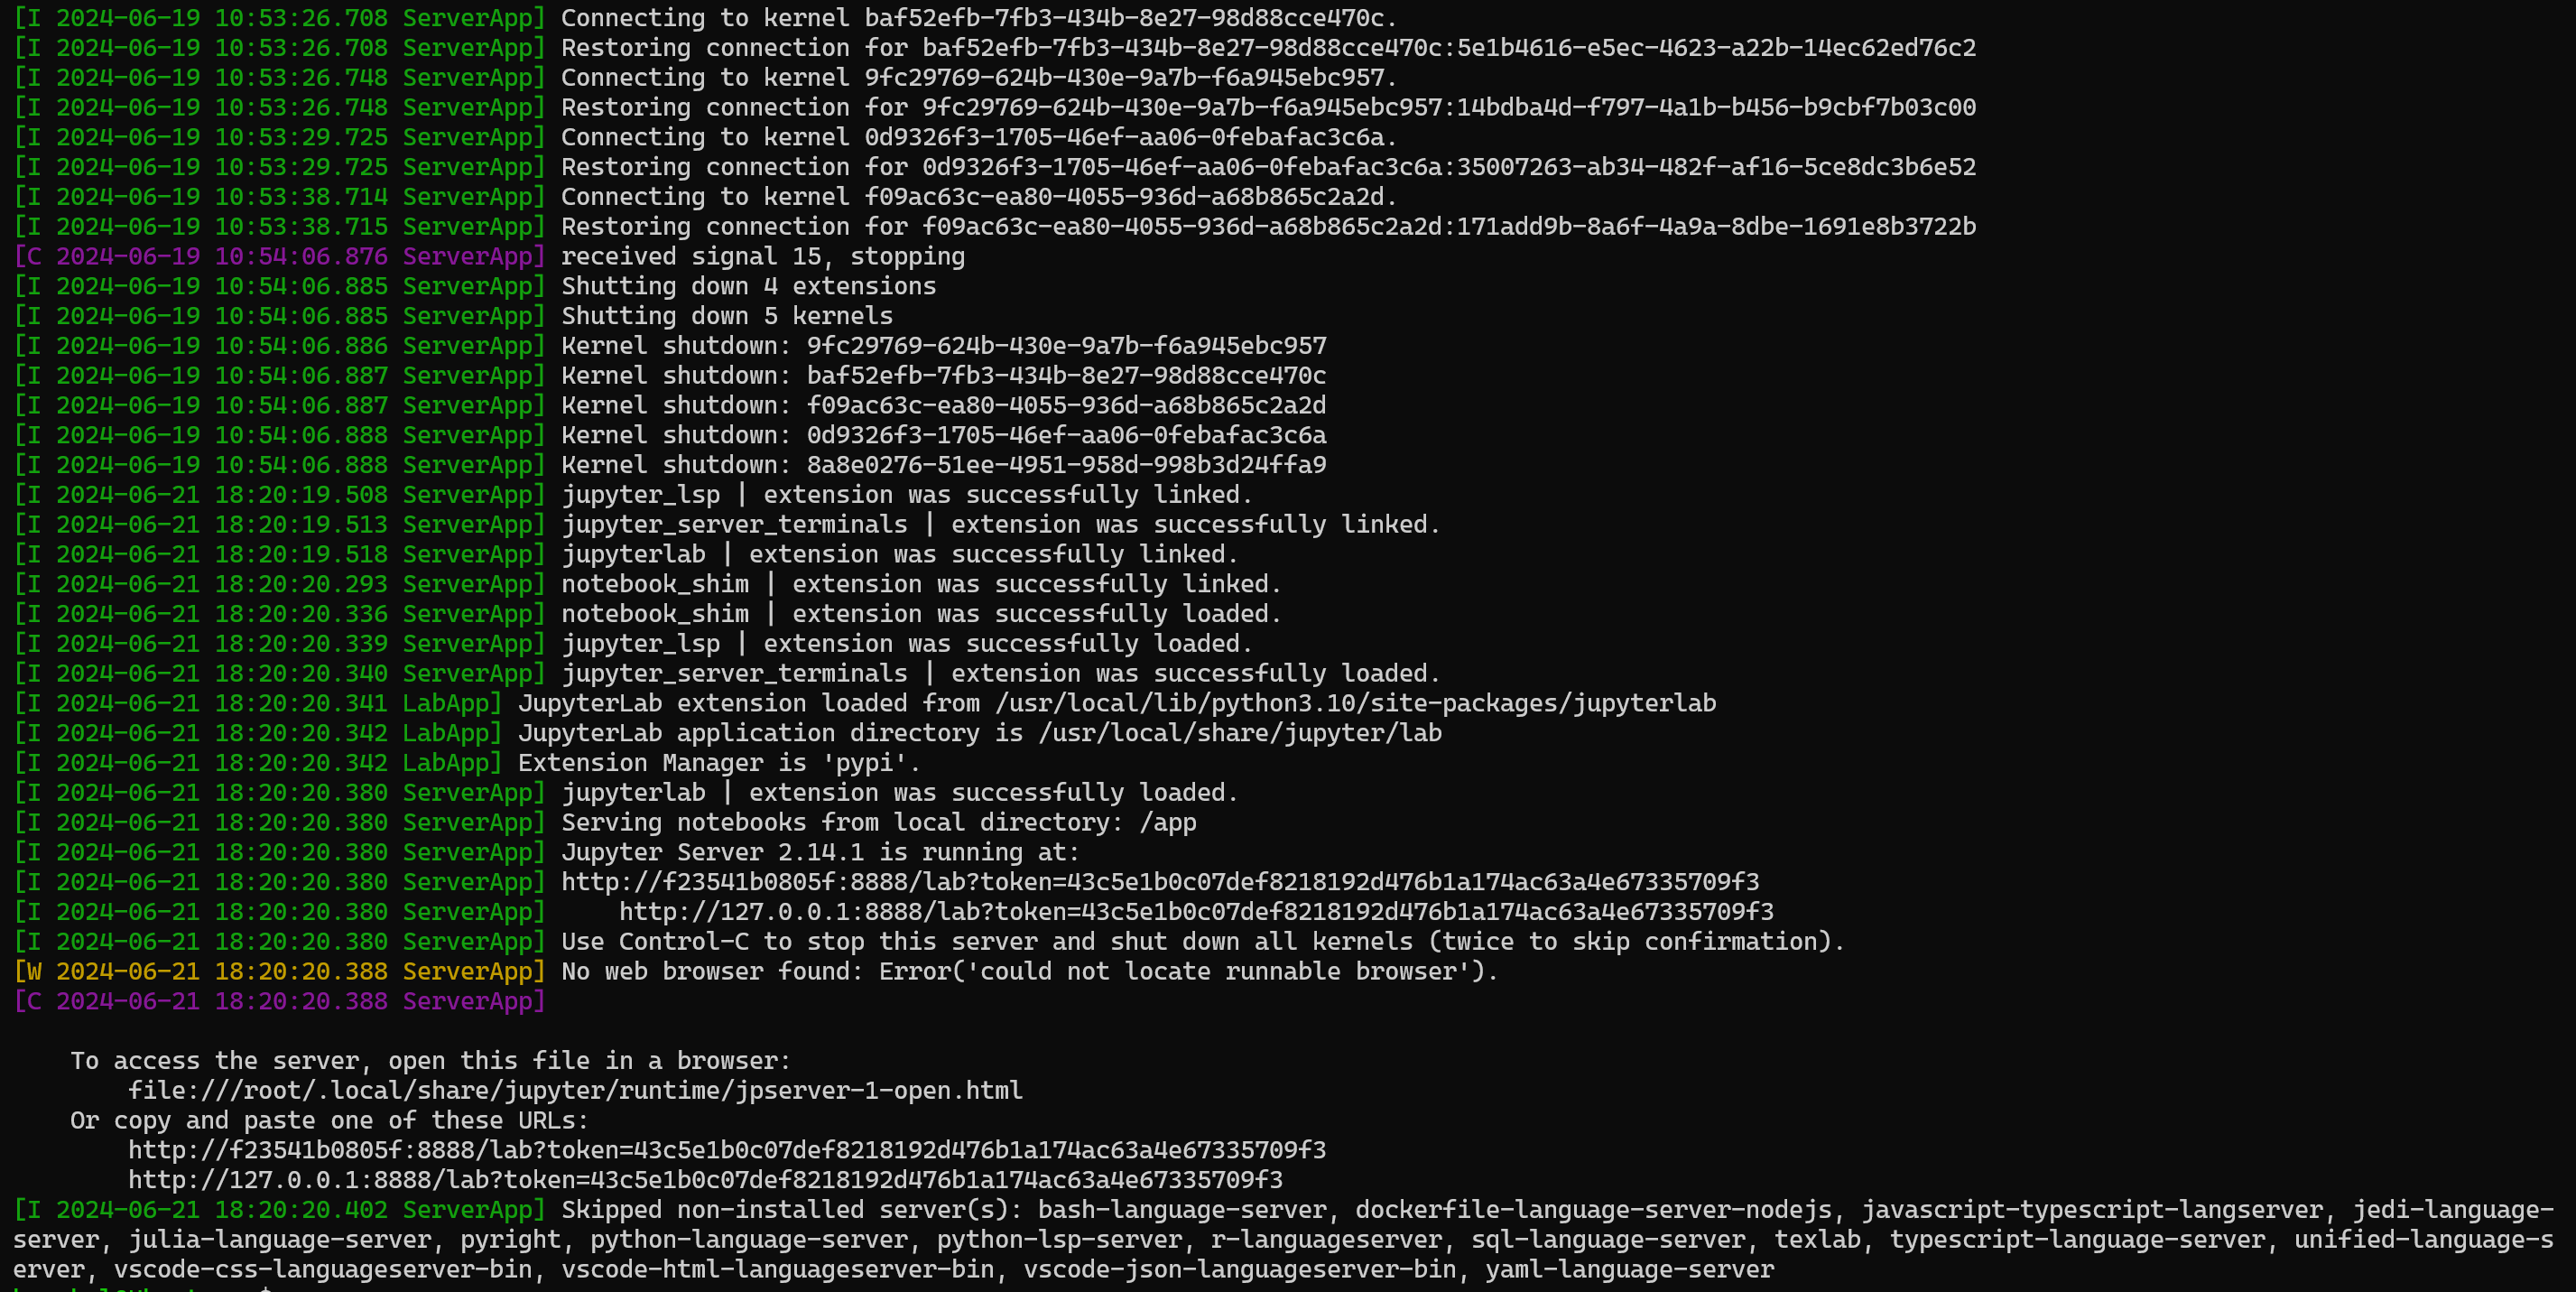 [I 2024-06-19 10:53:26.708 ServerApp] Connecting to kernel baf52efb-7fb3-434b-8e27-98d88cce470c.
[I 2024-06-19 10:53:26.708 ServerApp] Restoring connection for baf52efb-7fb3-434b-8e27-98d88cce470c:5e1b4616-e5ec-4623-a22b-14ec62ed76c2
[I 2024-06-19 10:53:26.748 ServerApp] Connecting to kernel 9fc29769-624b-430e-9a7b-f6a945ebc957.
[I 2024-06-19 10:53:26.748 ServerApp] Restoring connection for 9fc29769-624b-430e-9a7b-f6a945ebc957:14bdba4d-f797-4a1b-b456-b9cbf7b03c00
[I 2024-06-19 10:53:29.725 ServerApp] Connecting to kernel 0d9326f3-1705-46ef-aa06-0febafac3c6a.
[I 2024-06-19 10:53:29.725 ServerApp] Restoring connection for 0d9326f3-1705-46ef-aa06-0febafac3c6a:35007263-ab34-482f-af16-5ce8dc3b6e52
[I 2024-06-19 10:53:38.714 ServerApp] Connecting to kernel f09ac63c-ea80-4055-936d-a68b865c2a2d.
[I 2024-06-19 10:53:38.715 ServerApp] Restoring connection for f09ac63c-ea80-4055-936d-a68b865c2a2d:171add9b-8a6f-4a9a-8dbe-1691e8b3722b
[C 2024-06-19 10:54:06.876 ServerApp] received signal 15, stopping
[I 2024-06-19 10:54:06.885 ServerApp] Shutting down 4 extensions
[I 2024-06-19 10:54:06.885 ServerApp] Shutting down 5 kernels
[I 2024-06-19 10:54:06.886 ServerApp] Kernel shutdown: 9fc29769-624b-430e-9a7b-f6a945ebc957
[I 2024-06-19 10:54:06.887 ServerApp] Kernel shutdown: baf52efb-7fb3-434b-8e27-98d88cce470c
[I 2024-06-19 10:54:06.887 ServerApp] Kernel shutdown: f09ac63c-ea80-4055-936d-a68b865c2a2d
[I 2024-06-19 10:54:06.888 ServerApp] Kernel shutdown: 0d9326f3-1705-46ef-aa06-0febafac3c6a
[I 2024-06-19 10:54:06.888 ServerApp] Kernel shutdown: 8a8e0276-51ee-4951-958d-998b3d24ffa9
[I 2024-06-21 18:20:19.508 ServerApp] jupyter_lsp | extension was successfully linked.
[I 2024-06-21 18:20:19.513 ServerApp] jupyter_server_terminals | extension was successfully linked.
[I 2024-06-21 18:20:19.518 ServerApp] jupyterlab | extension was successfully linked.
[I 2024-06-21 18:20:20.293 ServerApp] notebook_shim | extension was successfully linked.
[I 2024-06-21 18:20:20.336 ServerApp] notebook_shim | extension was successfully loaded.
[I 2024-06-21 18:20:20.339 ServerApp] jupyter_lsp | extension was successfully loaded.
[I 2024-06-21 18:20:20.340 ServerApp] jupyter_server_terminals | extension was successfully loaded.
[I 2024-06-21 18:20:20.341 LabApp] JupyterLab extension loaded from /usr/local/lib/python3.10/site-packages/jupyterlab
[I 2024-06-21 18:20:20.342 LabApp] JupyterLab application directory is /usr/local/share/jupyter/lab
[I 2024-06-21 18:20:20.342 LabApp] Extension Manager is 'pypi'.
[I 2024-06-21 18:20:20.380 ServerApp] jupyterlab | extension was successfully loaded.
[I 2024-06-21 18:20:20.380 ServerApp] Serving notebooks from local directory: /app
[I 2024-06-21 18:20:20.380 ServerApp] Jupyter Server 2.14.1 is running at:
[I 2024-06-21 18:20:20.380 ServerApp] http://f23541b0805f:8888/lab?token=43c5e1b0c07def8218192d476b1a174ac63a4e67335709f3
[I 2024-06-21 18:20:20.380 ServerApp]     http://127.0.0.1:8888/lab?token=43c5e1b0c07def8218192d476b1a174ac63a4e67335709f3
[I 2024-06-21 18:20:20.380 ServerApp] Use Control-C to stop this server and shut down all kernels (twice to skip confirmation).
[W 2024-06-21 18:20:20.388 ServerApp] No web browser found: Error('could not locate runnable browser').
[C 2024-06-21 18:20:20.388 ServerApp]
To access the server, open this file in a browser:
file:///root/.local/share/jupyter/runtime/jpserver-1-open.html
Or copy and paste one of these URLs:
http://f23541b0805f:8888/lab?token=43c5e1b0c07def8218192d476b1a174ac63a4e67335709f3
http://127.0.0.1:8888/lab?token=43c5e1b0c07def8218192d476b1a174ac63a4e67335709f3
[I 2024-06-21 18:20:20.402 ServerApp] Skipped non-installed server(s): bash-language-server, dockerfile-language-server-nodejs, javascript-typescript-langserver, jedi-language-
server, julia-language-server, pyright, python-language-server, python-lsp-server, r-languageserver, sql-language-server, texlab, typescript-language-server, unified-language-s
erver, vscode-css-languageserver-bin, vscode-html-languageserver-bin, vscode-json-languageserver-bin, yaml-language-server